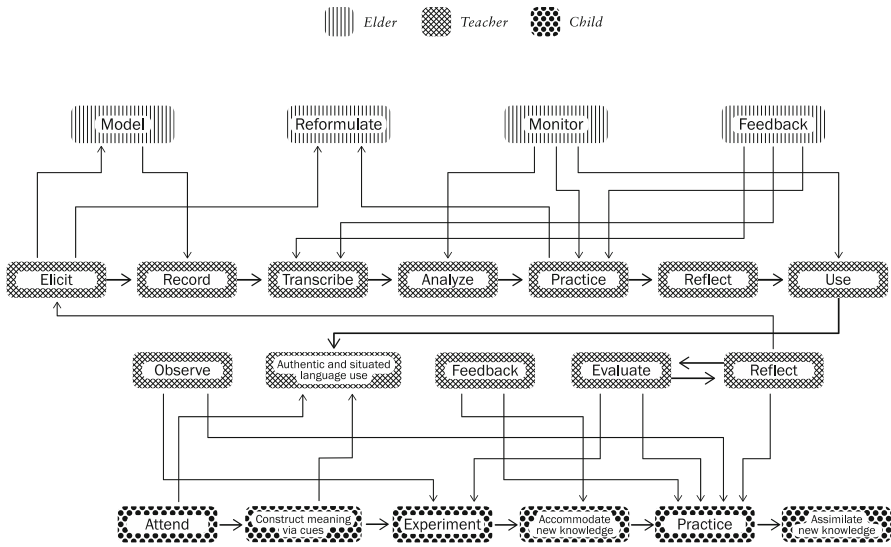 Elder Teacher Child
Model Reformulate Monitor Feedback
Elicit Record Transcribe Analyze Practice Reflect Use
Observe Authentic and situated Feedback Evaluate Reflect
language use
Attend Construct meaning Experiment Accommodate Practice Assimilate
via cues new knowledge new knowledge